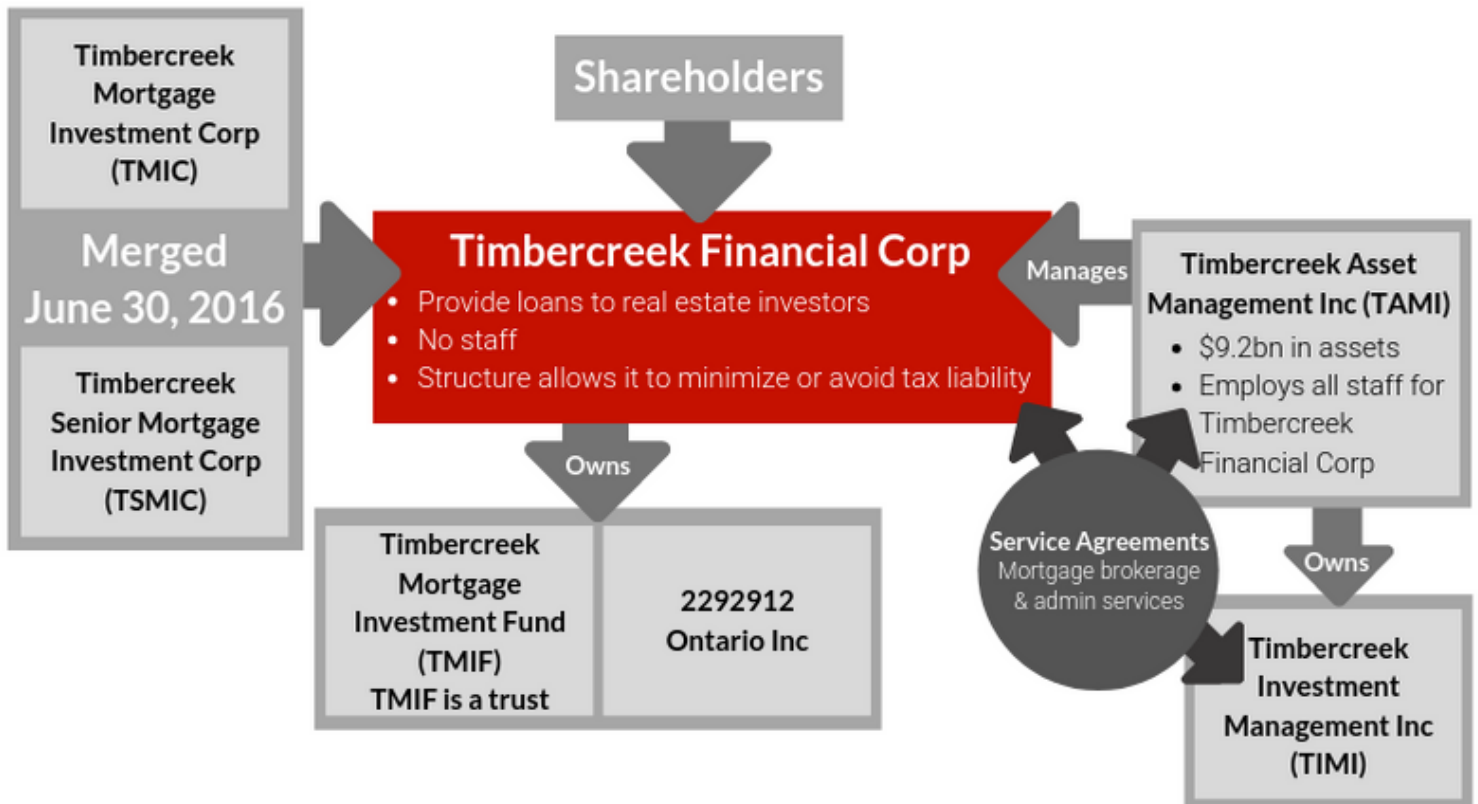 Timbercreek
Mortgage
Investment Corp
(TMIC)
Merged
June 30, 2016
Timbercreek
Senior Mortgage
Investment Corp
(TSMIC)
Shareholders
Timbercreek Financial Corp
• Provide loans to real estate investors
• No staff
• Structure allows it to minimize or avoid tax liability
Manages
Timbercreek Asset
Management Inc (TAMI)
• $9.2bn in assets
• Employs all staff for
Timbercreek
Financial Corp
Owns
Timbercreek
Mortgage
Investment Fund
(TMIF)
TMIF is a trust
2292912
Ontario Inc
Service Agreements
Mortgage brokerage
& admin services
Owns
Timbercreek
Investment
Management Inc
(TIMI)